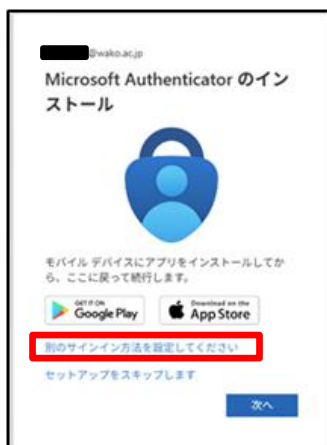 @wako.ac.jp
Microsoft Authenticator のイン
ストール
モバイル デバイスにアプリをインストールしてか
ら、ここに戻って続行します。
GET IT ON
Google Play
Download on the
App Store
別のサインイン方法を設定してください
セットアップをスキップします
次へ